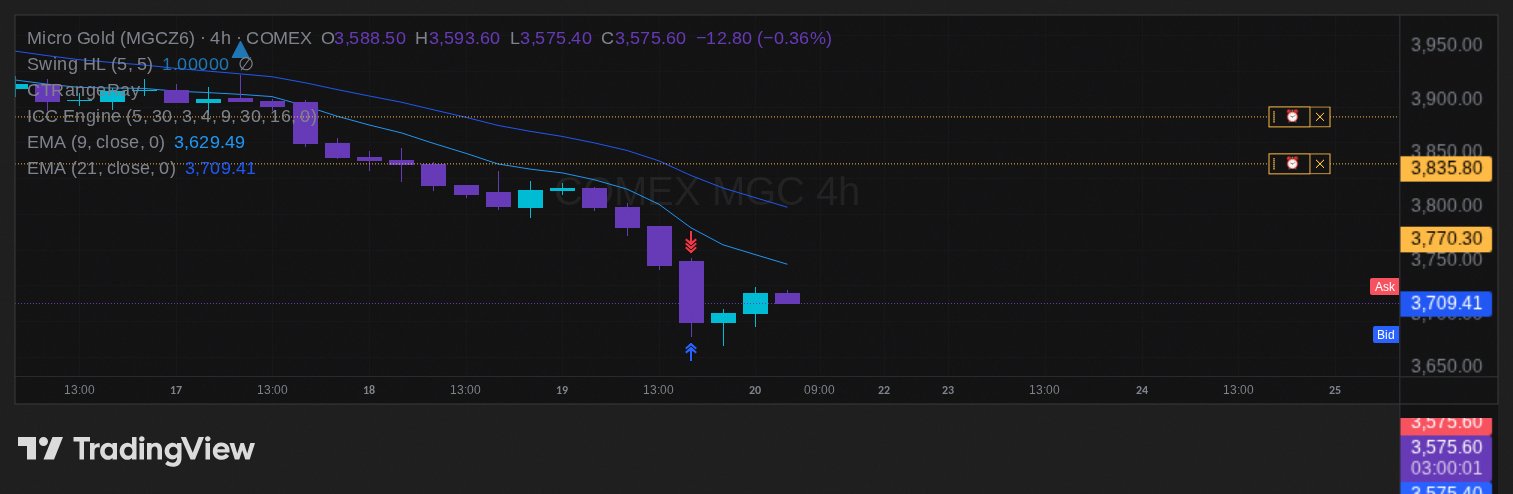 Micro Gold (MGCZ6) · 4h · COMEX O3,588.50 H3,593.60 L3,575.40 C3,575.60 −12.80 (−0.36%)
Swing HL (5, 5) 1.00000 ∅
CTRangeRay
ICC Engine (5, 30, 3, 4, 9, 30, 16, 0)
EMA (9, close, 0) 3,629.49
EMA (21, close, 0) 3,709.41
COMEX MGC 4h
3,950.00
3,900.00
3,850.00
3,835.80
3,800.00
3,770.30
3,750.00
Ask
3,709.41
3,700.00
Bid
3,650.00
13:00 17 13:00 18 13:00 19 13:00 20 09:00 22 23 13:00 24 13:00 25
TradingView
3,575.60
3,575.60
03:00:01
3,575.40